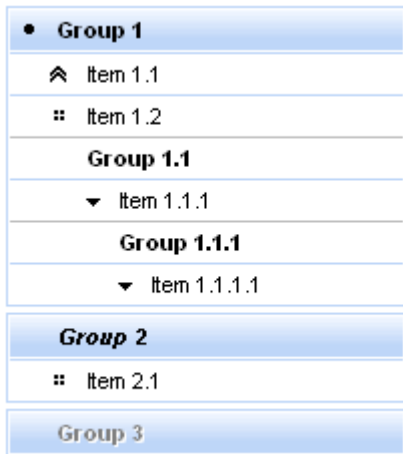 Group 1
Item 1.1
Item 1.2
Group 1.1
Item 1.1.1
Group 1.1.1
Item 1.1.1.1
Group 2
Item 2.1
Group 3